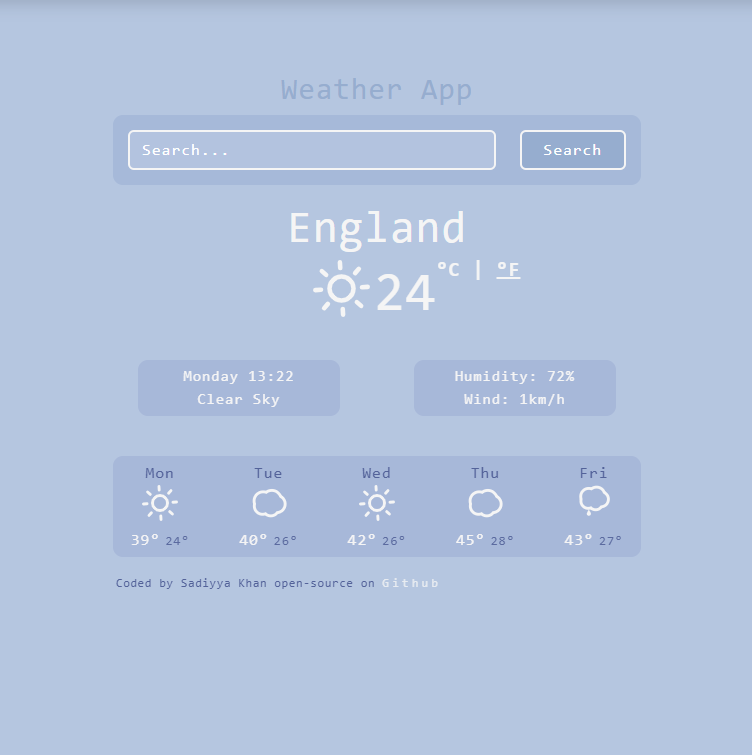 Weather App
Search... Search
England
24 °C | °F
Monday 13:22
Clear Sky
Humidity: 72%
Wind: 1km/h
Mon Tue Wed Thu Fri
39° 24° 40° 26° 42° 26° 45° 28° 43° 27°
Coded by Sadiyya Khan open-source on Github